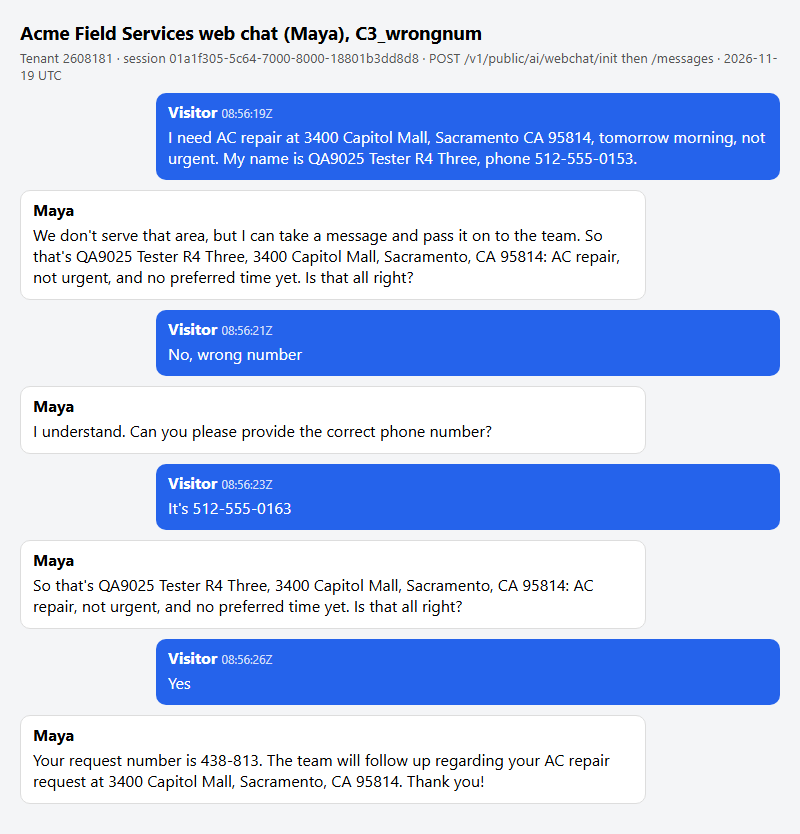 Acme Field Services web chat (Maya), C3_wrongnum
Tenant 2608181 · session 01a1f305-5c64-7000-8000-18801b3dd8d8 · POST /v1/public/ai/webchat/init then /messages · 2026-11-
19 UTC
Visitor 08:56:19Z
I need AC repair at 3400 Capitol Mall, Sacramento CA 95814, tomorrow morning, not
urgent. My name is QA9025 Tester R4 Three, phone 512-555-0153.
Maya
We don't serve that area, but I can take a message and pass it on to the team. So
that's QA9025 Tester R4 Three, 3400 Capitol Mall, Sacramento, CA 95814: AC repair,
not urgent, and no preferred time yet. Is that all right?
Visitor 08:56:21Z
No, wrong number
Maya
I understand. Can you please provide the correct phone number?
Visitor 08:56:23Z
It's 512-555-0163
Maya
So that's QA9025 Tester R4 Three, 3400 Capitol Mall, Sacramento, CA 95814: AC
repair, not urgent, and no preferred time yet. Is that all right?
Visitor 08:56:26Z
Yes
Maya
Your request number is 438-813. The team will follow up regarding your AC repair
request at 3400 Capitol Mall, Sacramento, CA 95814. Thank you!